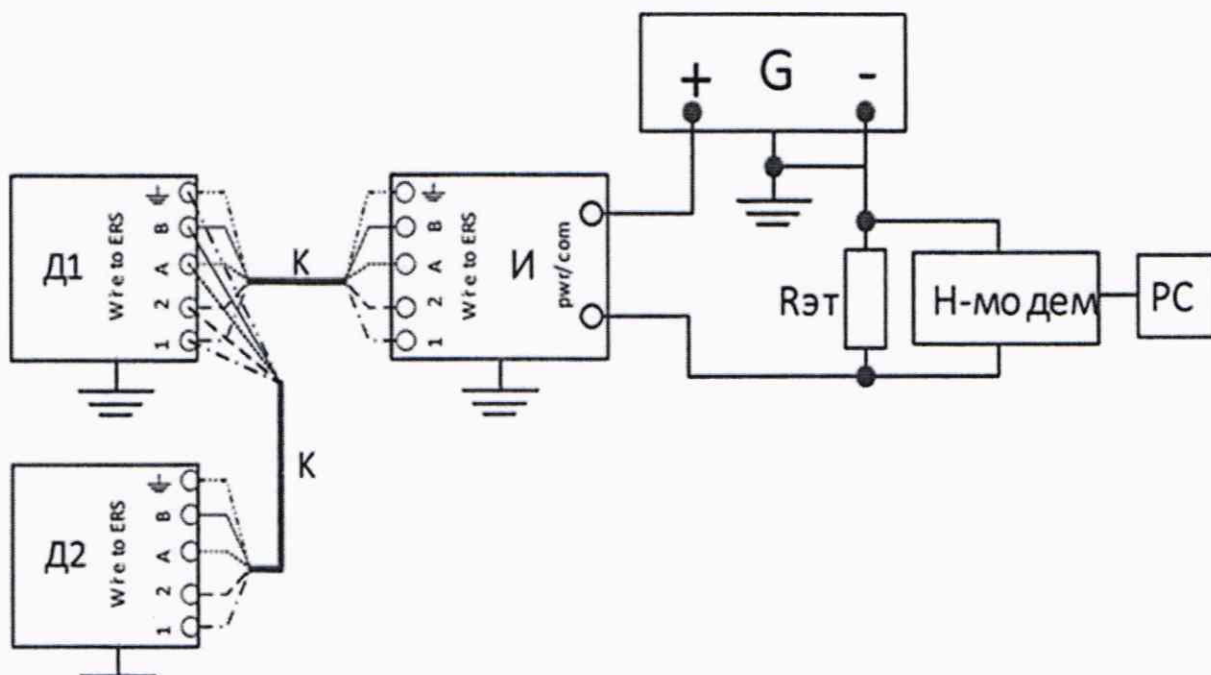 + G -
Д1
Wire to ERS
B
A
2
1
K
Wire to ERS
B
A
2
1
И
pwr/com
Rэт
Н-модем
PC
K
Д2
Wire to ERS
B
A
2
1